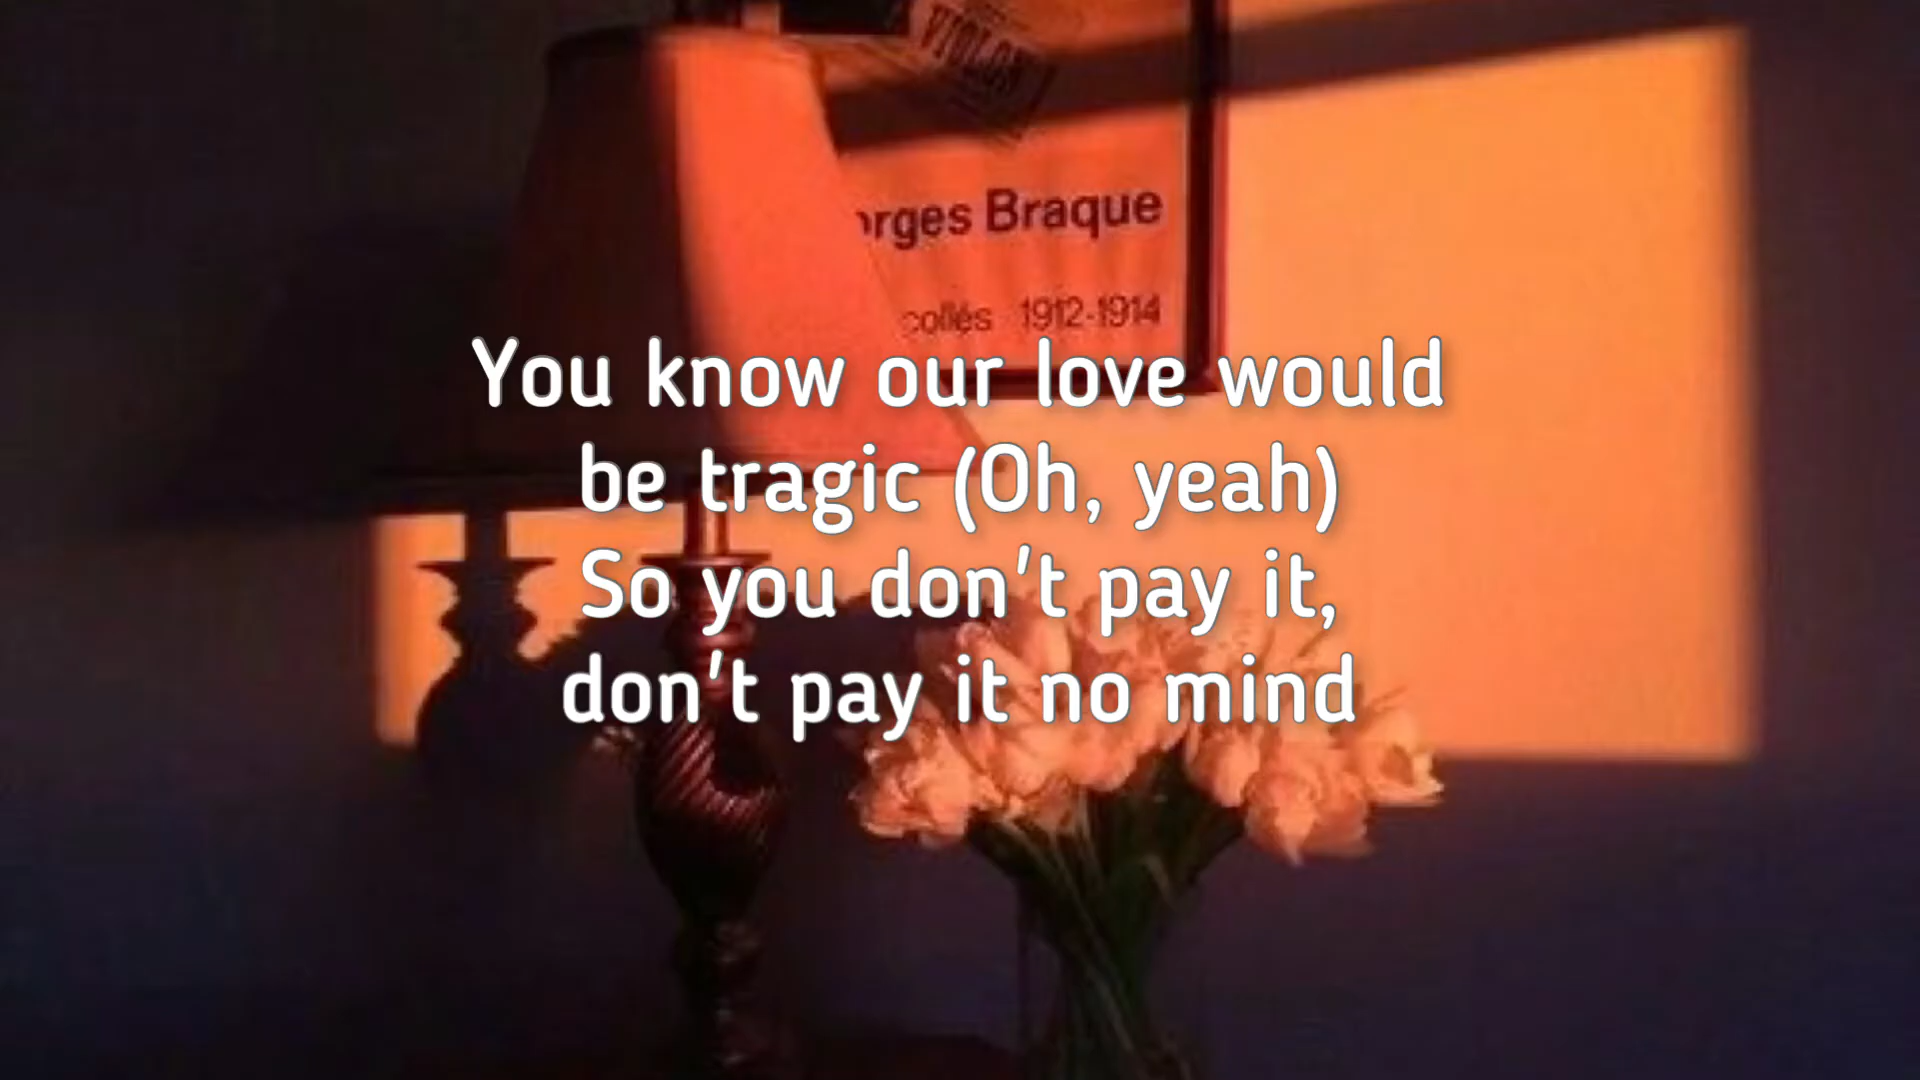 VIOLON
orges Braque
collés 1912-1914
You know our love would
be tragic (Oh, yeah)
So you don't pay it,
don't pay it no mind